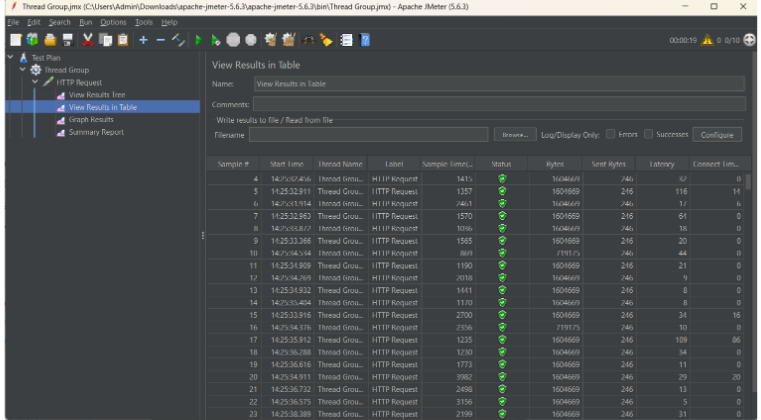 Thread Group.jmx (C:\Users\Admin\Downloads\apache-jmeter-5.6.3\apache-jmeter-5.6.3\bin\Thread Group.jmx) - Apache JMeter (5.6.3)
File Edit Search Run Options Tools Help
00:00:19 0 0/10
Test Plan
Thread Group
HTTP Request
View Results Tree
View Results in Table
Graph Results
Summary Report
View Results in Table
Name: View Results in Table
Comments:
Write results to file / Read from file
Filename Browse... Log/Display Only: Errors Successes Configure
Sample # Start Time Thread Name Label Sample Time(... Status Bytes Sent Bytes Latency Connect Tim...
4 14:25:32.456 Thread Grou... HTTP Request 1415 1604669 246 32 0
5 14:25:32.911 Thread Grou... HTTP Request 1357 1604669 246 116 14
6 14:25:31.914 Thread Grou... HTTP Request 2461 1604669 246 17 6
7 14:25:32.963 Thread Grou... HTTP Request 1570 1604669 246 64 0
8 14:25:33.872 Thread Grou... HTTP Request 1036 1604669 246 18 0
9 14:25:33.366 Thread Grou... HTTP Request 1565 1604669 246 20 0
10 14:25:34.534 Thread Grou... HTTP Request 869 719175 246 44 0
11 14:25:34.909 Thread Grou... HTTP Request 1190 1604669 246 21 0
12 14:25:34.269 Thread Grou... HTTP Request 2018 1604669 246 9 0
13 14:25:34.932 Thread Grou... HTTP Request 1441 1604669 246 8 0
14 14:25:35.404 Thread Grou... HTTP Request 1170 1604669 246 8 0
15 14:25:33.916 Thread Grou... HTTP Request 2700 1604669 246 34 16
16 14:25:34.376 Thread Grou... HTTP Request 2356 719175 246 10 0
17 14:25:35.912 Thread Grou... HTTP Request 1235 1604669 246 109 86
18 14:25:36.288 Thread Grou... HTTP Request 1230 1604669 246 34 0
19 14:25:36.616 Thread Grou... HTTP Request 1773 1604669 246 11 0
20 14:25:34.911 Thread Grou... HTTP Request 3982 1604669 246 29 20
21 14:25:36.732 Thread Grou... HTTP Request 2498 1604669 246 13 0
22 14:25:36.575 Thread Grou... HTTP Request 3156 1604669 246 5 0
23 14:25:38.389 Thread Grou... HTTP Request 2199 1604669 246 31 0